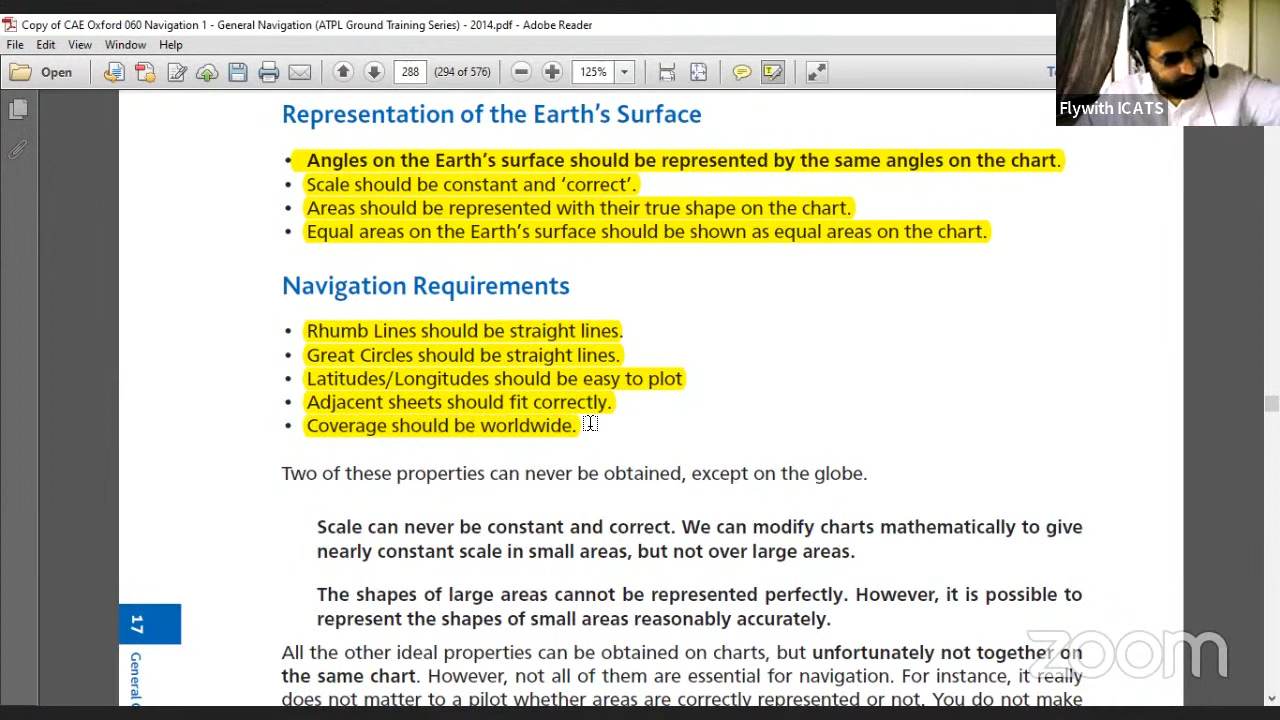 Copy of CAE Oxford 060 Navigation 1 - General Navigation (ATPL Ground Training Series) - 2014.pdf - Adobe Reader
File Edit View Window Help
Open 288 (294 of 576) 125%
Flywith ICATS
Representation of the Earth's Surface
• Angles on the Earth's surface should be represented by the same angles on the chart.
• Scale should be constant and 'correct'.
• Areas should be represented with their true shape on the chart.
• Equal areas on the Earth's surface should be shown as equal areas on the chart.
Navigation Requirements
• Rhumb Lines should be straight lines.
• Great Circles should be straight lines.
• Latitudes/Longitudes should be easy to plot
• Adjacent sheets should fit correctly.
• Coverage should be worldwide.
Two of these properties can never be obtained, except on the globe.
Scale can never be constant and correct. We can modify charts mathematically to give
nearly constant scale in small areas, but not over large areas.
The shapes of large areas cannot be represented perfectly. However, it is possible to
represent the shapes of small areas reasonably accurately.
17
General
All the other ideal properties can be obtained on charts, but unfortunately not together on
the same chart. However, not all of them are essential for navigation. For instance, it really
does not matter to a pilot whether areas are correctly represented or not. You do not make
zoom